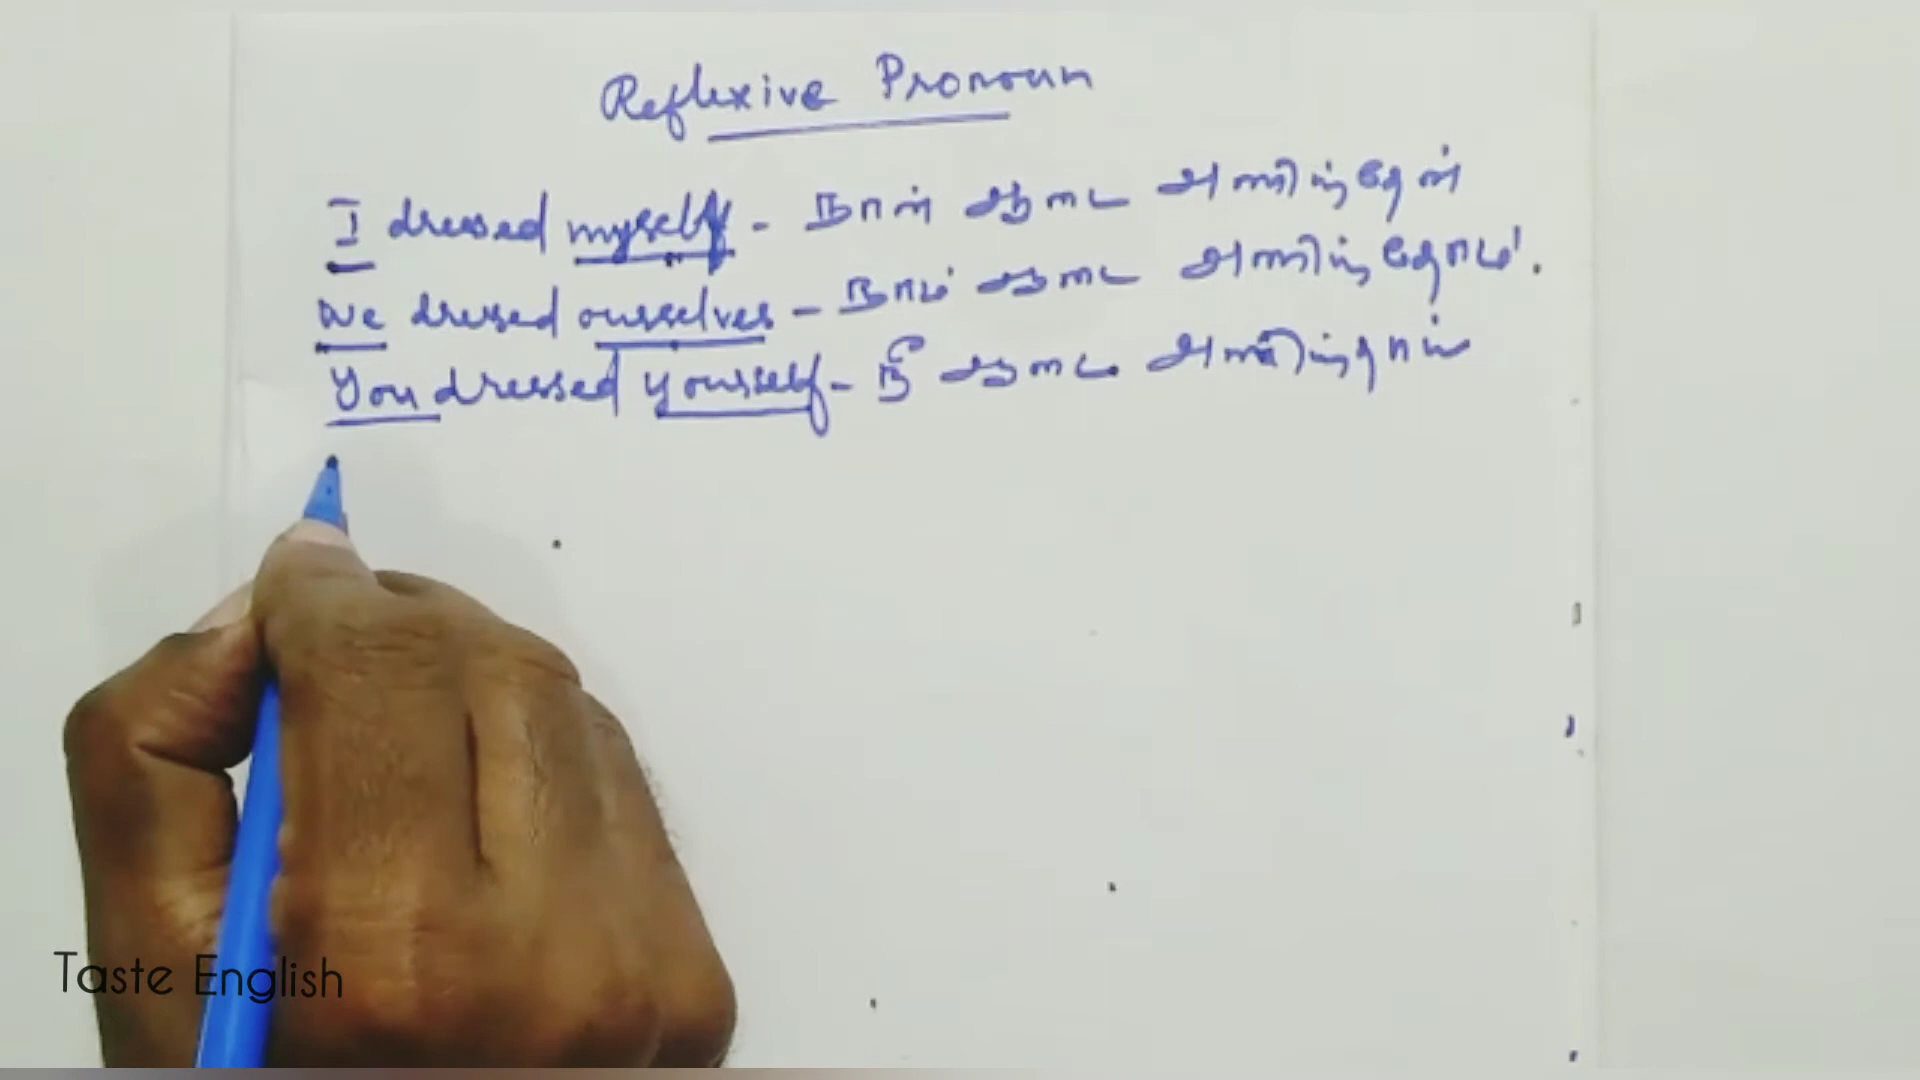 Reflexive Pronoun
I dressed myself - நான் ஆடை அணிந்தேன்
We dressed ourselves - நாம் ஆடை அணிந்தோம்.
You dressed yourself - நீ ஆடை அணிந்தாய்
Taste English